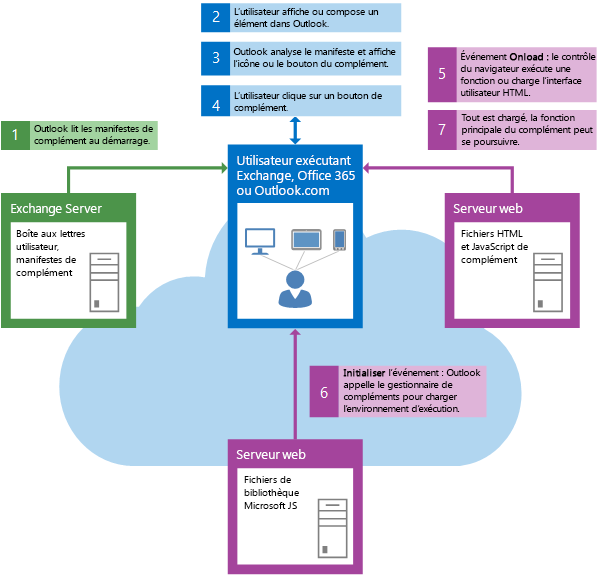 2
L'utilisateur affiche ou compose un
élément dans Outlook.
3
Outlook analyse le manifeste et affiche
l'icône ou le bouton du complément.
4
L'utilisateur clique sur un bouton de
complément.
5
Événement Onload : le contrôle
du navigateur exécute une
fonction ou charge l'interface
utilisateur HTML.
7
Tout est chargé, la fonction
principale du complément peut
se poursuivre.
1
Outlook lit les manifestes de
complément au démarrage.
Utilisateur exécutant
Exchange, Office 365
ou Outlook.com
Exchange Server
Boîte aux lettres
utilisateur,
manifestes de
complément
Serveur web
Fichiers HTML
et JavaScript de
complément
6
Initialiser l'événement : Outlook
appelle le gestionnaire de
compléments pour charger
l'environnement d'exécution.
Serveur web
Fichiers de
bibliothèque
Microsoft JS